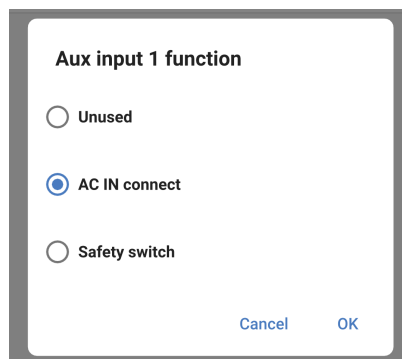 Aux input 1 function
Unused
AC IN connect
Safety switch
Cancel OK